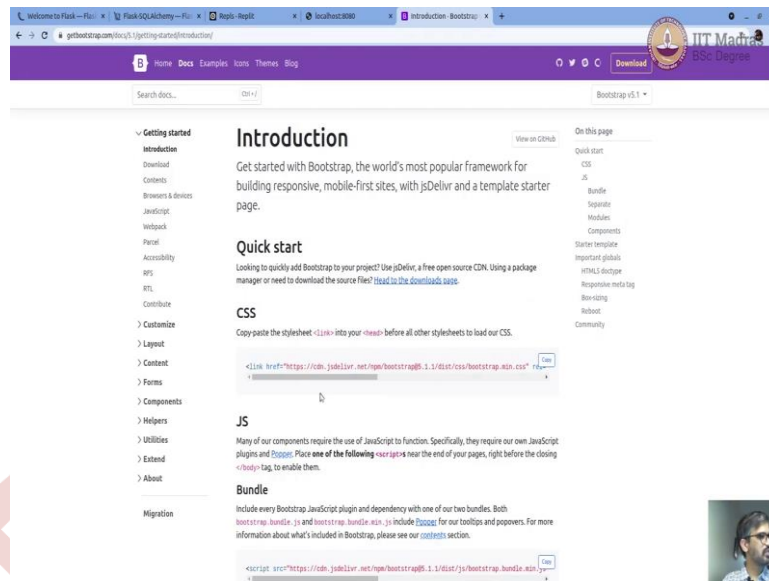 Welcome to Flask — Flas
Flask-SQLAlchemy — Flas
Repls - Replit
localhost:8080
Introduction · Bootstrap
getbootstrap.com/docs/5.1/getting-started/introduction/
IIT Madras
BSc Degree
B Home Docs Examples Icons Themes Blog
Download
Search docs...
Ctrl + /
Bootstrap v5.1
Getting started
Introduction
Download
Contents
Browsers & devices
JavaScript
Webpack
Parcel
Accessibility
RFS
RTL
Contribute
Customize
Layout
Content
Forms
Components
Helpers
Utilities
Extend
About
Migration
Introduction
View on GitHub
Get started with Bootstrap, the world's most popular framework for
building responsive, mobile-first sites, with jsDelivr and a template starter
page.
Quick start
Looking to quickly add Bootstrap to your project? Use jsDelivr, a free open source CDN. Using a package
manager or need to download the source files? Head to the downloads page.
CSS
Copy-paste the stylesheet <link> into your <head> before all other stylesheets to load our CSS.
Copy
<link href="https://cdn.jsdelivr.net/npm/bootstrap@5.1.1/dist/css/bootstrap.min.css" re
JS
Many of our components require the use of JavaScript to function. Specifically, they require our own JavaScript
plugins and Popper. Place one of the following <script>s near the end of your pages, right before the closing
</body> tag, to enable them.
Bundle
Include every Bootstrap JavaScript plugin and dependency with one of our two bundles. Both
bootstrap.bundle.js and bootstrap.bundle.min.js include Popper for our tooltips and popovers. For more
information about what's included in Bootstrap, please see our contents section.
Copy
<script src="https://cdn.jsdelivr.net/npm/bootstrap@5.1.1/dist/js/bootstrap.bundle.min.j
On this page
Quick start
CSS
JS
Bundle
Separate
Modules
Components
Starter template
Important globals
HTML5 doctype
Responsive meta tag
Box-sizing
Reboot
Community